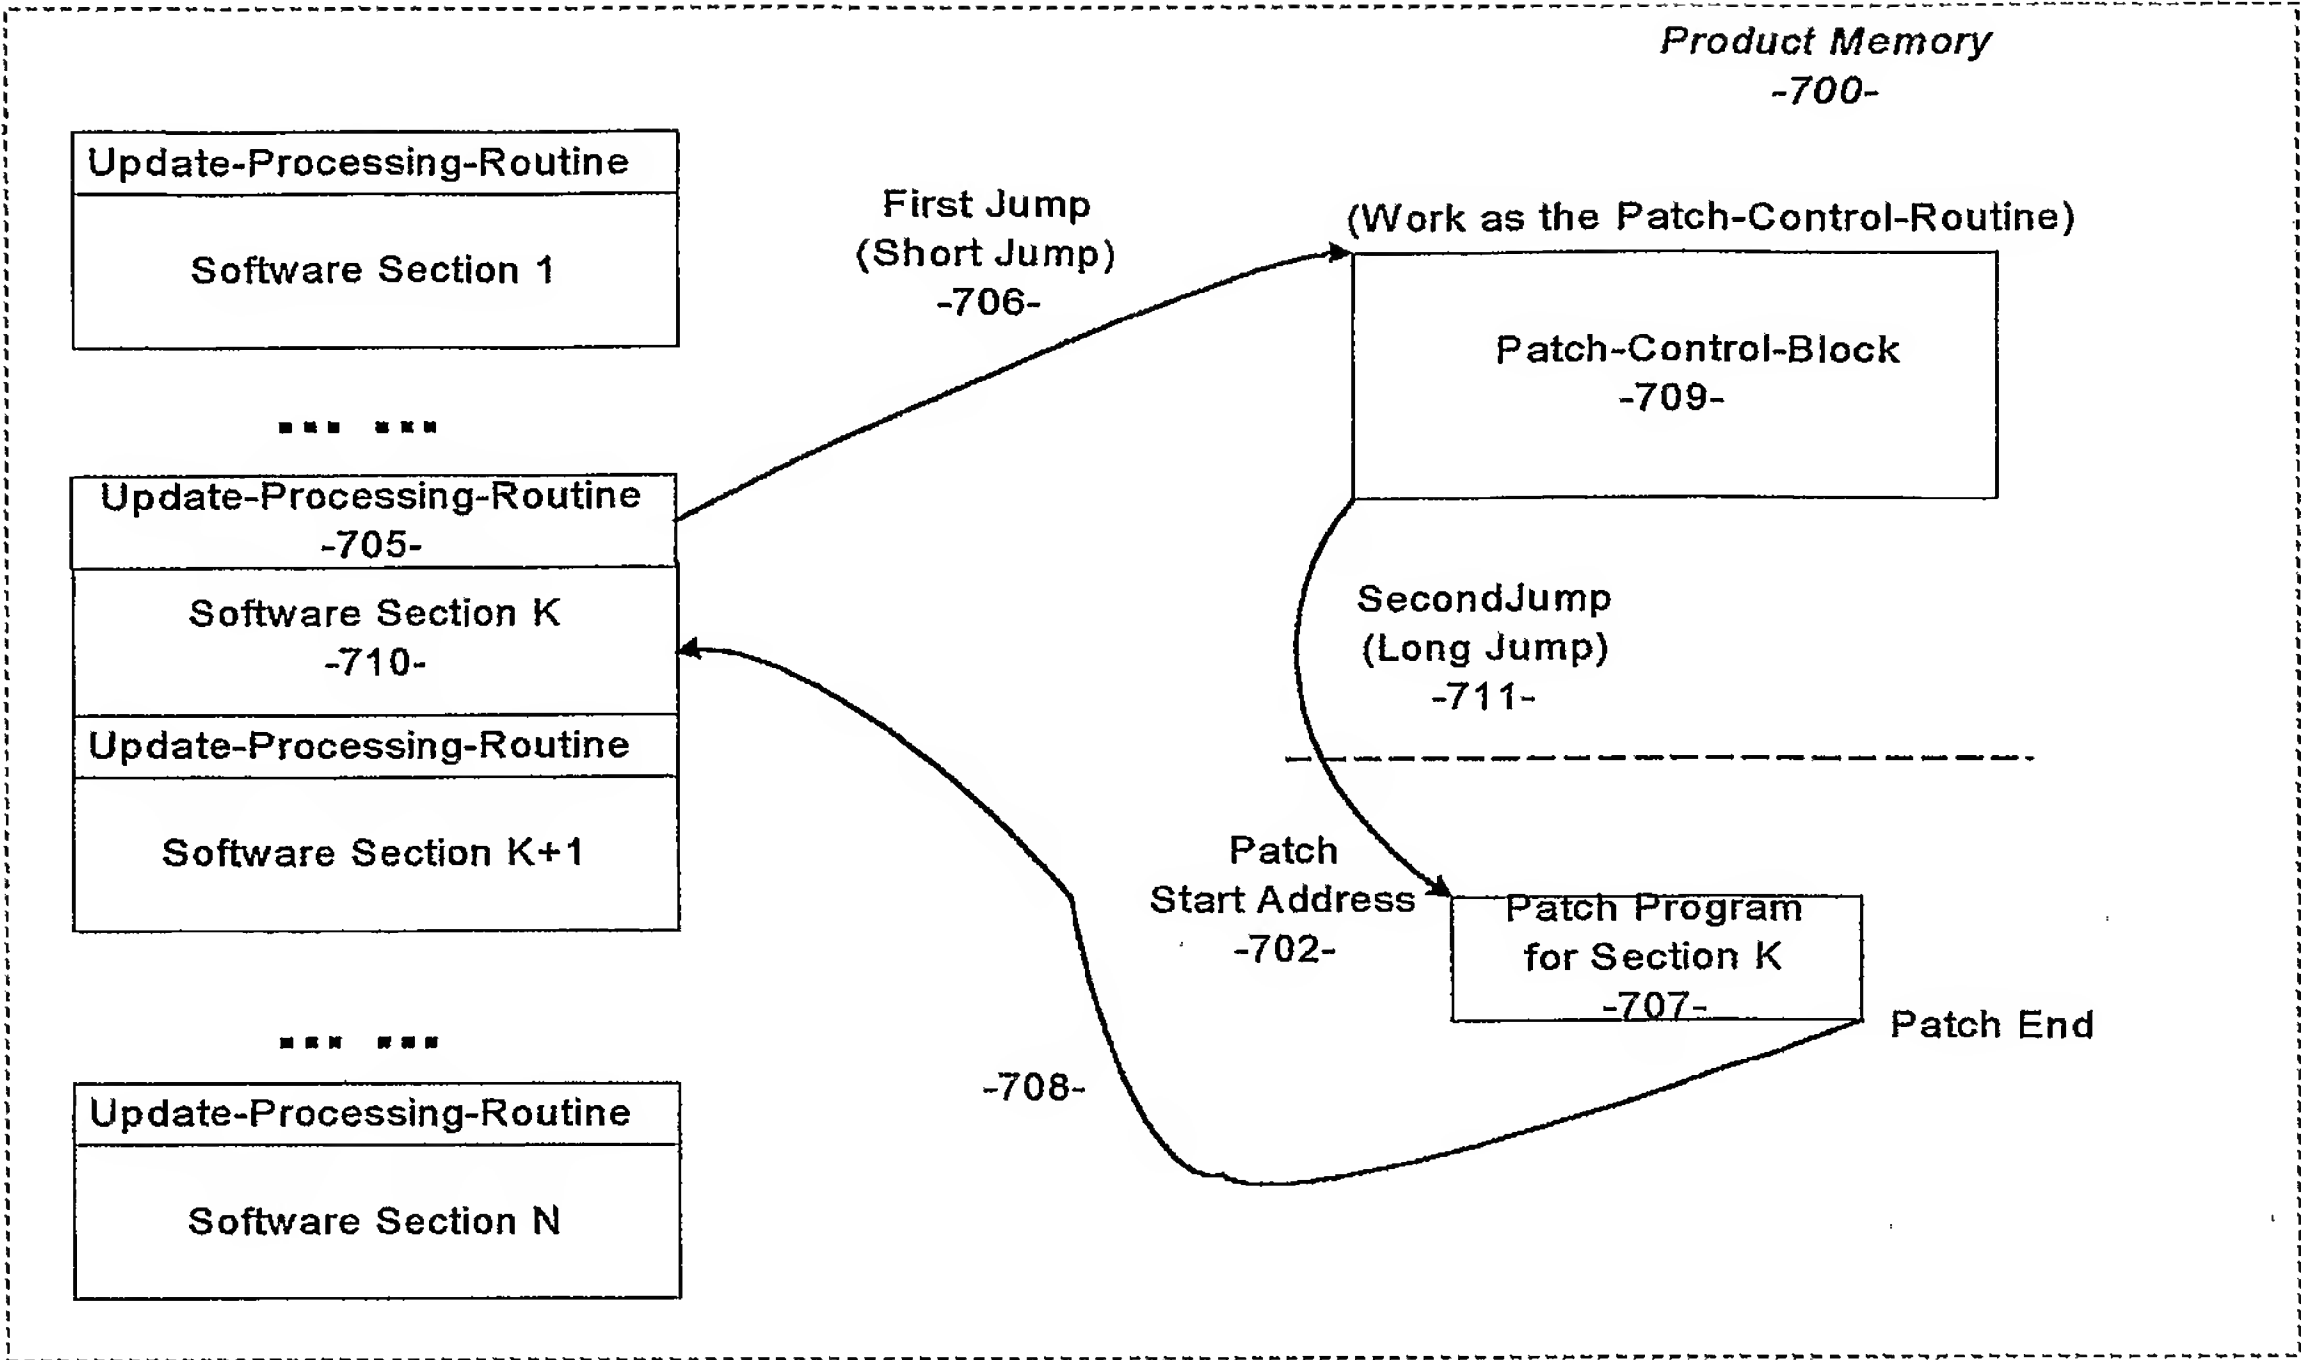 Product Memory
-700-
Update-Processing-Routine
Software Section 1
... ...
Update-Processing-Routine
-705-
Software Section K
-710-
Update-Processing-Routine
Software Section K+1
... ...
Update-Processing-Routine
Software Section N
First Jump
(Short Jump)
-706-
(Work as the Patch-Control-Routine)
Patch-Control-Block
-709-
SecondJump
(Long Jump)
-711-
Patch
Start Address
-702-
Patch Program
for Section K
-707-
Patch End
-708-